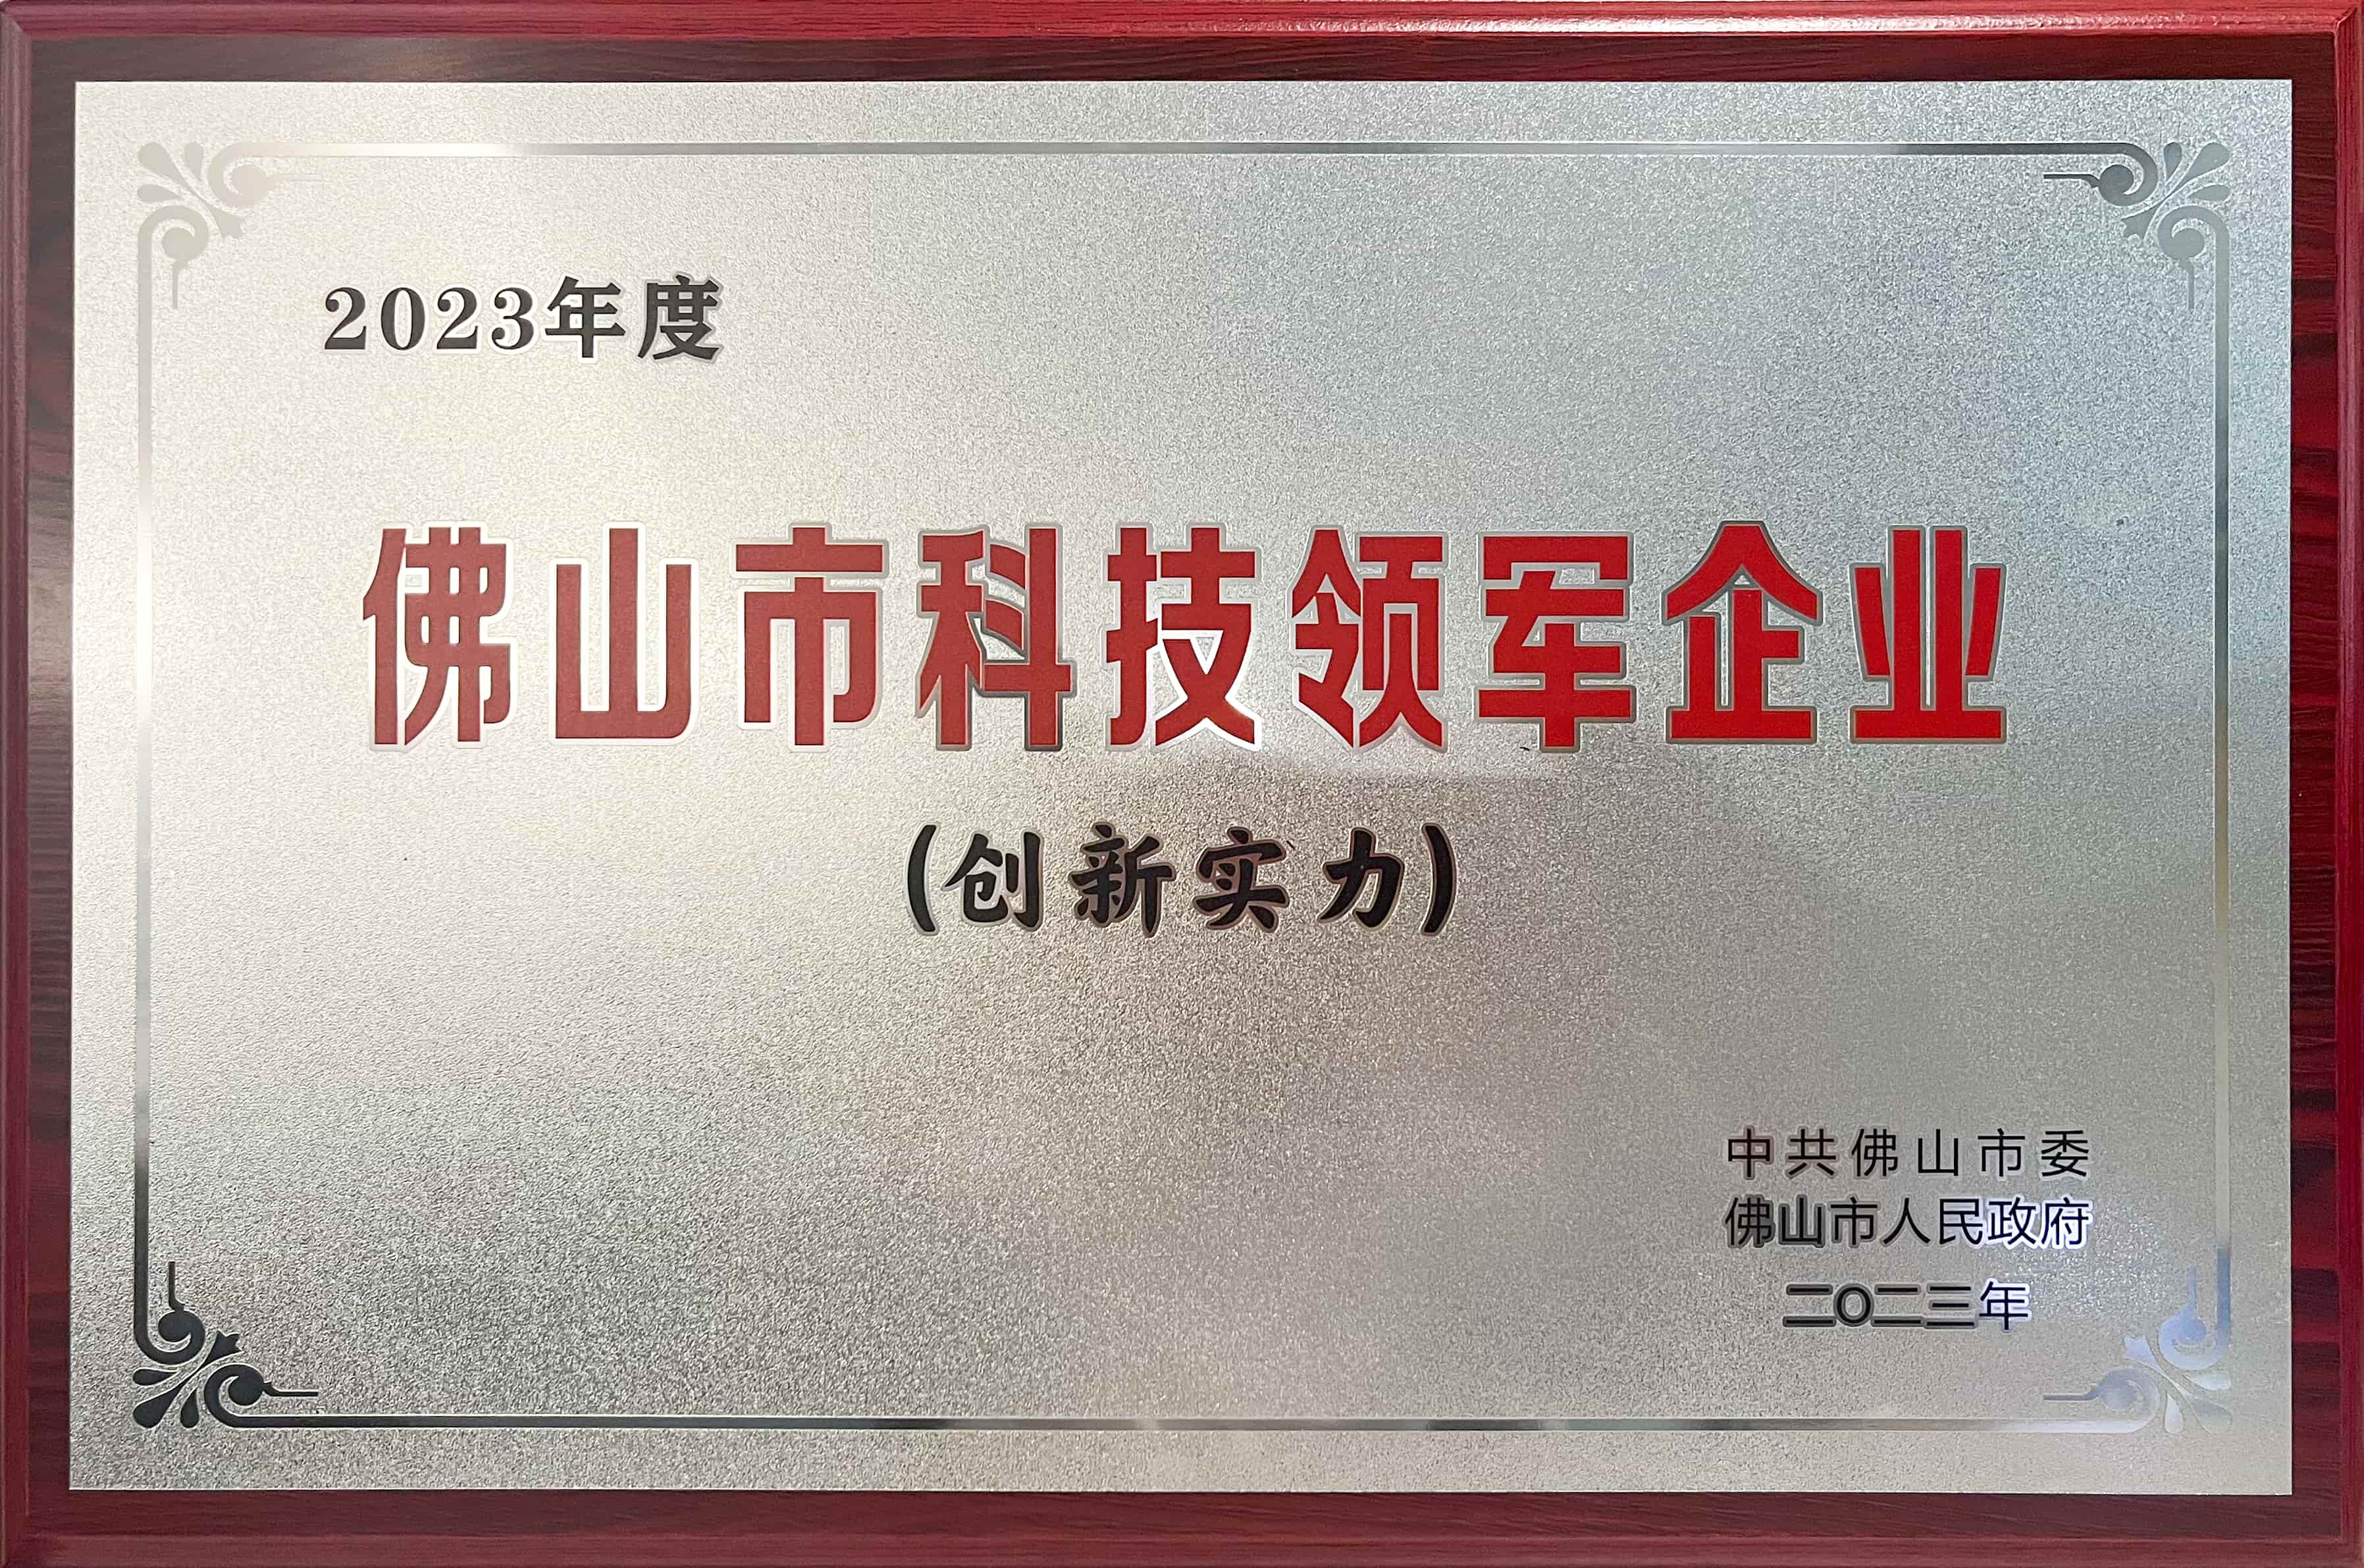 2023年度
佛山市科技领军企业
(创新实力)
中共佛山市委
佛山市人民政府
二〇二三年